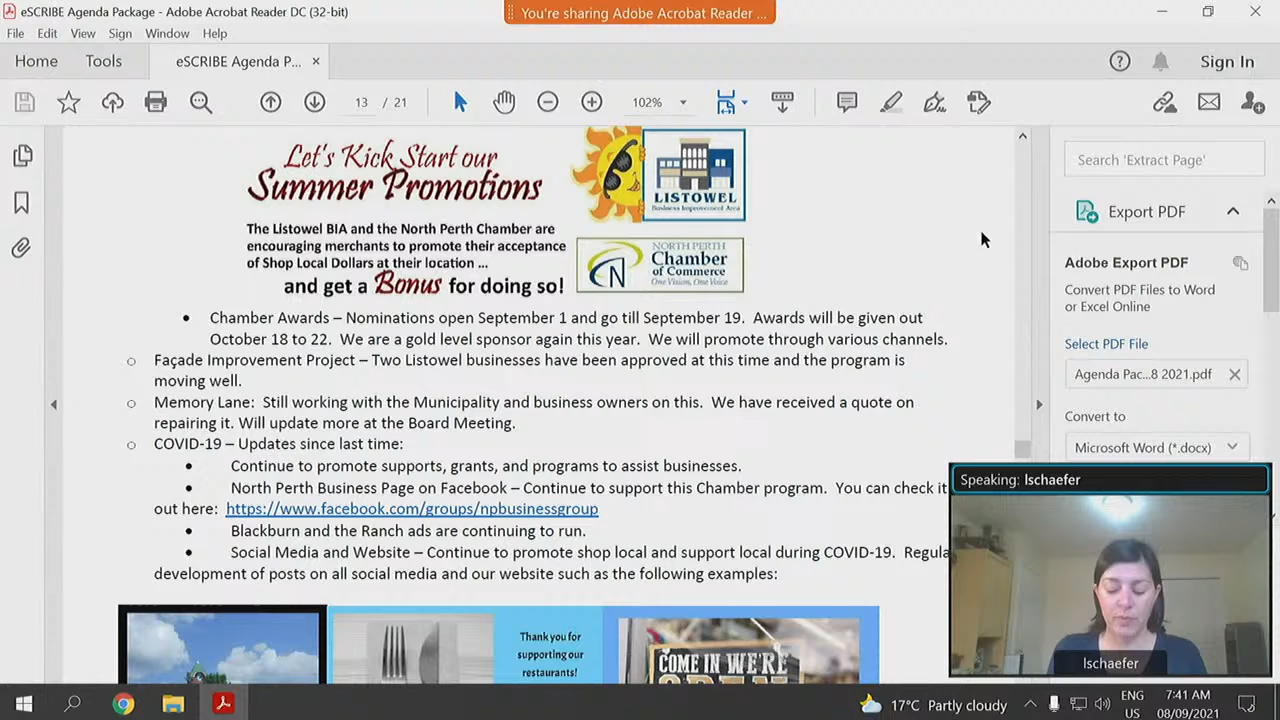 eSCRIBE Agenda Package - Adobe Acrobat Reader DC (32-bit)
You're sharing Adobe Acrobat Reader ...
File Edit View Sign Window Help
Home Tools eSCRIBE Agenda P... ×
Sign In
13 / 21
102%
Let's Kick Start our
Summer Promotions
LISTOWEL
Business Improvement Area
The Listowel BIA and the North Perth Chamber are
encouraging merchants to promote their acceptance
of Shop Local Dollars at their location ...
and get a Bonus for doing so!
NORTH PERTH
Chamber
of Commerce
One Vision, One Voice
• Chamber Awards – Nominations open September 1 and go till September 19. Awards will be given out
October 18 to 22. We are a gold level sponsor again this year. We will promote through various channels.
○ Façade Improvement Project – Two Listowel businesses have been approved at this time and the program is
moving well.
○ Memory Lane: Still working with the Municipality and business owners on this. We have received a quote on
repairing it. Will update more at the Board Meeting.
○ COVID-19 – Updates since last time:
• Continue to promote supports, grants, and programs to assist businesses.
• North Perth Business Page on Facebook – Continue to support this Chamber program. You can check it
out here: https://www.facebook.com/groups/npbusinessgroup
• Blackburn and the Ranch ads are continuing to run.
• Social Media and Website – Continue to promote shop local and support local during COVID-19. Regula
development of posts on all social media and our website such as the following examples:
Thank you for
supporting our
restaurants!
COME IN WE'RE
OPEN
Search 'Extract Page'
Export PDF
Adobe Export PDF
Convert PDF Files to Word
or Excel Online
Select PDF File
Agenda Pac...8 2021.pdf ×
Convert to
Microsoft Word (*.docx)
Speaking: lschaefer
lschaefer
17°C Partly cloudy
ENG
US
7:41 AM
08/09/2021